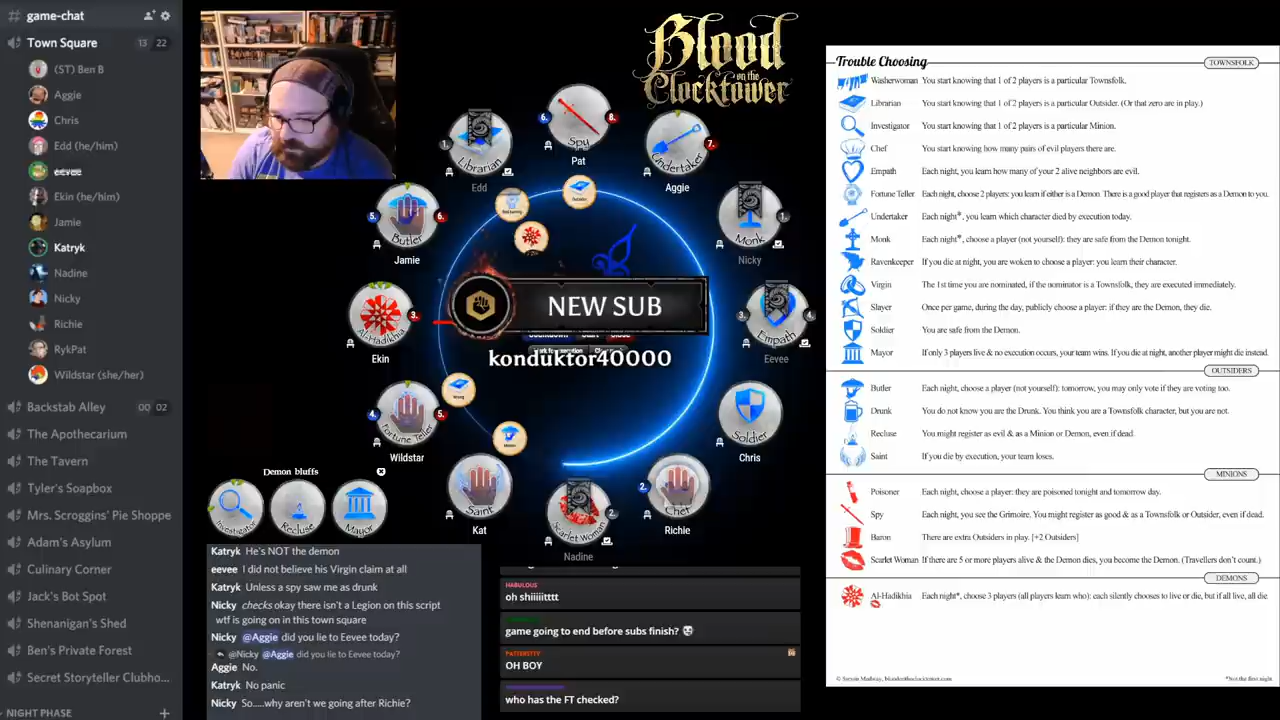 game-chat
Town Square 13 22
(ST) Ben B
Aggie
Chris
Edd (he/him)
eevee
Ekin (he/him)
Jamie
Katryk
Nadine
Nicky
Richie
RylPat
Wildstar (she/her)
Backstab Alley 00 02
The Apothecarium
The Tavern
Tyler's Soapbox
Mrs. Scroggins' Pie Shoppe
Adam's Asylum
Culinary Corner
Jack's Bot Spot
Shenanigan's Shed
Ben's Private Forest
Secret Storyteller Clubho...
NIGHT PHASE
Blood
on the
Clocktower
Librarian
Edd
Spy
Pat
Undertaker
Aggie
Monk
Nicky
Empath
Eevee
Soldier
Chris
Chef
Richie
Scarlet Woman
Nadine
Saint
Kat
Fortune Teller
Wildstar
Al-Hadikhia
Ekin
Butler
Jamie
NEW SUB
konduktor40000
Demon bluffs
Investigator
Recluse
Mayor
Katryk He's NOT the demon
eevee I did not believe his Virgin claim at all
Katryk Unless a spy saw me as drunk
Nicky checks okay there isn't a Legion on this script
wtf is going on in this town square
Nicky @Aggie did you lie to Eevee today?
@Nicky @Aggie did you lie to Eevee today?
Aggie No.
Katryk No panic
Nicky So.....why aren't we going after Richie?
HABULOUS
oh shiiiiitttt
game going to end before subs finish?
PATTERSTTV
OH BOY
who has the FT checked?
Trouble Choosing
TOWNSFOLK
Washerwoman You start knowing that 1 of 2 players is a particular Townsfolk.
Librarian You start knowing that 1 of 2 players is a particular Outsider. (Or that zero are in play.)
Investigator You start knowing that 1 of 2 players is a particular Minion.
Chef You start knowing how many pairs of evil players there are.
Empath Each night, you learn how many of your 2 alive neighbors are evil.
Fortune Teller Each night, choose 2 players: you learn if either is a Demon. There is a good player that registers as a Demon to you.
Undertaker Each night*, you learn which character died by execution today.
Monk Each night*, choose a player (not yourself): they are safe from the Demon tonight.
Ravenkeeper If you die at night, you are woken to choose a player: you learn their character.
Virgin The 1st time you are nominated, if the nominator is a Townsfolk, they are executed immediately.
Slayer Once per game, during the day, publicly choose a player: if they are the Demon, they die.
Soldier You are safe from the Demon.
Mayor If only 3 players live & no execution occurs, your team wins. If you die at night, another player might die instead.
OUTSIDERS
Butler Each night, choose a player (not yourself): tomorrow, you may only vote if they are voting too.
Drunk You do not know you are the Drunk. You think you are a Townsfolk character, but you are not.
Recluse You might register as evil & as a Minion or Demon, even if dead.
Saint If you die by execution, your team loses.
MINIONS
Poisoner Each night, choose a player: they are poisoned tonight and tomorrow day.
Spy Each night, you see the Grimoire. You might register as good & as a Townsfolk or Outsider, even if dead.
Baron There are extra Outsiders in play. [+2 Outsiders]
Scarlet Woman If there are 5 or more players alive & the Demon dies, you become the Demon. (Travellers don't count.)
DEMONS
Al-Hadikhia Each night*, choose 3 players (all players learn who): each silently chooses to live or die, but if all live, all die.
© Steven Medway, bloodontheclocktower.com
*Not the first night